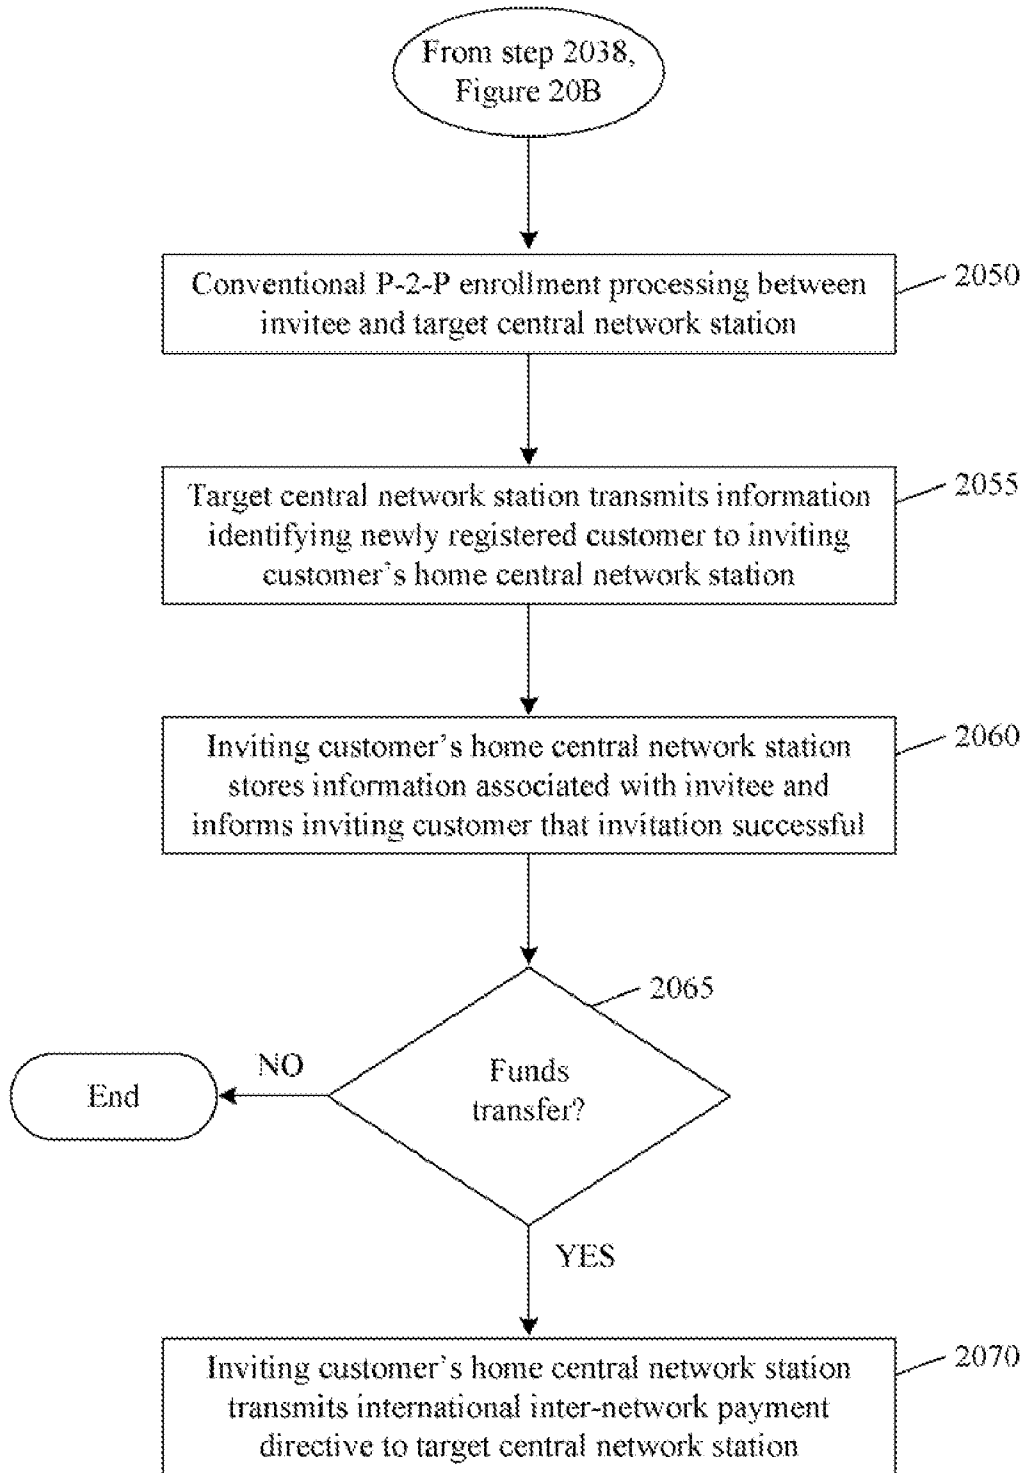 From step 2038,
Figure 20B
Conventional P-2-P enrollment processing between
invitee and target central network station
2050
Target central network station transmits information
identifying newly registered customer to inviting
customer's home central network station
2055
Inviting customer's home central network station
stores information associated with invitee and
informs inviting customer that invitation successful
2060
Funds
transfer?
2065
NO
End
YES
Inviting customer's home central network station
transmits international inter-network payment
directive to target central network station
2070